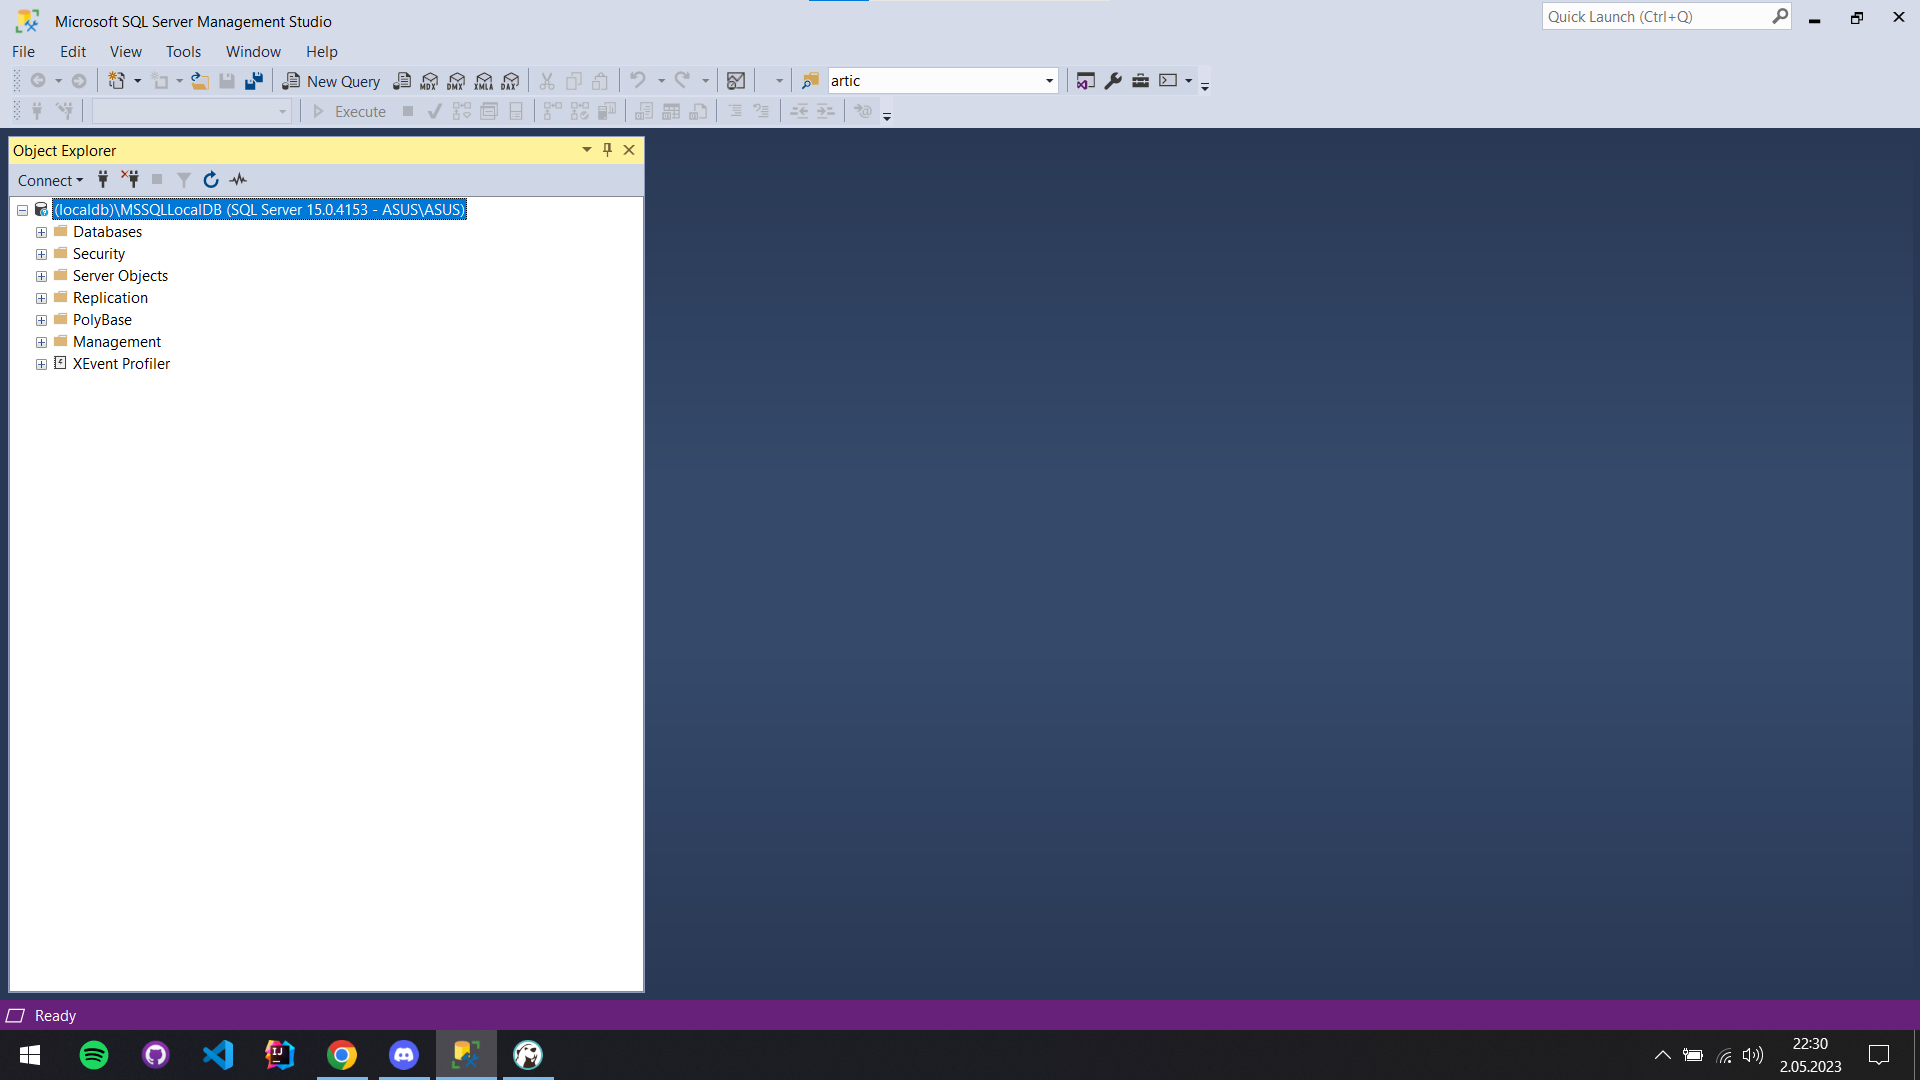 Microsoft SQL Server Management Studio
Quick Launch (Ctrl+Q)
File Edit View Tools Window Help
New Query MDX DMX XMLA DAX artic
Execute
Object Explorer
Connect
(localdb)\MSSQLLocalDB (SQL Server 15.0.4153 - ASUS\ASUS)
Databases
Security
Server Objects
Replication
PolyBase
Management
XEvent Profiler
Ready
IJ
22:30
2.05.2023